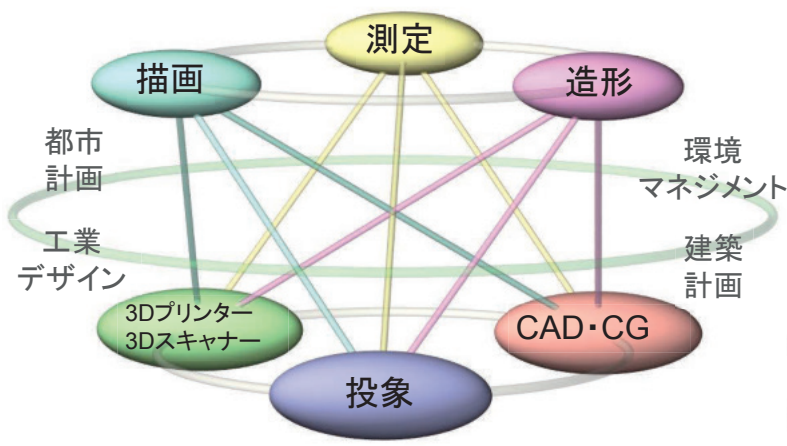 測定
描画
造形
都市
計画
環境
マネジメント
工業
デザイン
建築
計画
3Dプリンター
3Dスキャナー
CAD・CG
投象